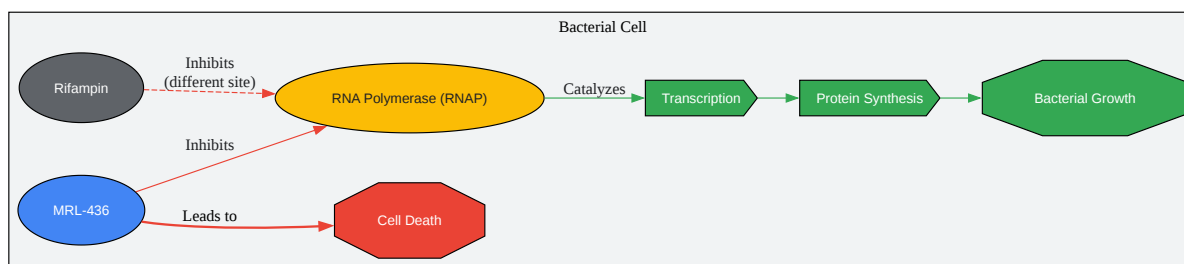 Bacterial Cell
Rifampin
Inhibits
(different site)
RNA Polymerase (RNAP)
Catalyzes
Transcription
Protein Synthesis
Bacterial Growth
Inhibits
MRL-436
Leads to
Cell Death